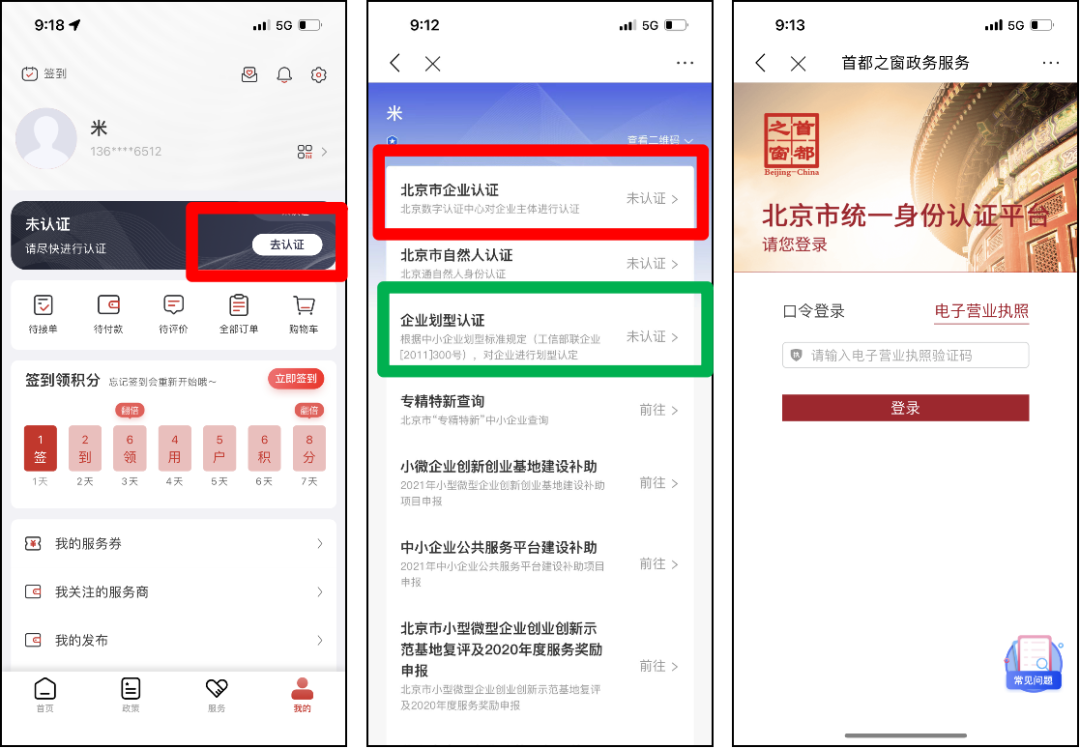 9:18
5G
签到
米
136****6512
未认证
请尽快进行认证
去认证
待接单
待付款
待评价
全部订单
购物车
签到领积分
忘记签到会重新开始哦~
立即签到
翻倍
翻倍
1
2
6
4
5
6
8
签
到
领
用
户
积
分
1天
2天
3天
4天
5天
6天
7天
我的服务券
我关注的服务商
我的发布
首页
政策
服务
我的
9:12
5G
米
查看二维码
北京市企业认证
北京数字认证中心对企业主体进行认证
未认证
北京市自然人认证
北京通自然人身份认证
未认证
企业划型认证
根据中小企业划型标准规定（工信部联企业
[2011]300号），对企业进行划型认定
未认证
专精特新查询
北京市“专精特新”中小企业查询
前往
小微企业创新创业基地建设补助
2021年小型微型企业创新创业基地建设补助
项目申报
前往
中小企业公共服务平台建设补助
2021年中小企业公共服务平台建设补助项目
申报
前往
北京市小型微型企业创业创新示
范基地复评及2020年度服务奖励
申报
北京市小型微型企业创业创新示范基地复评
及2020年度服务奖励申报
前往
9:13
5G
首都之窗政务服务
首都之窗
Beijing-China
北京市统一身份认证平台
请您登录
口令登录
电子营业执照
请输入电子营业执照验证码
登录
常见问题